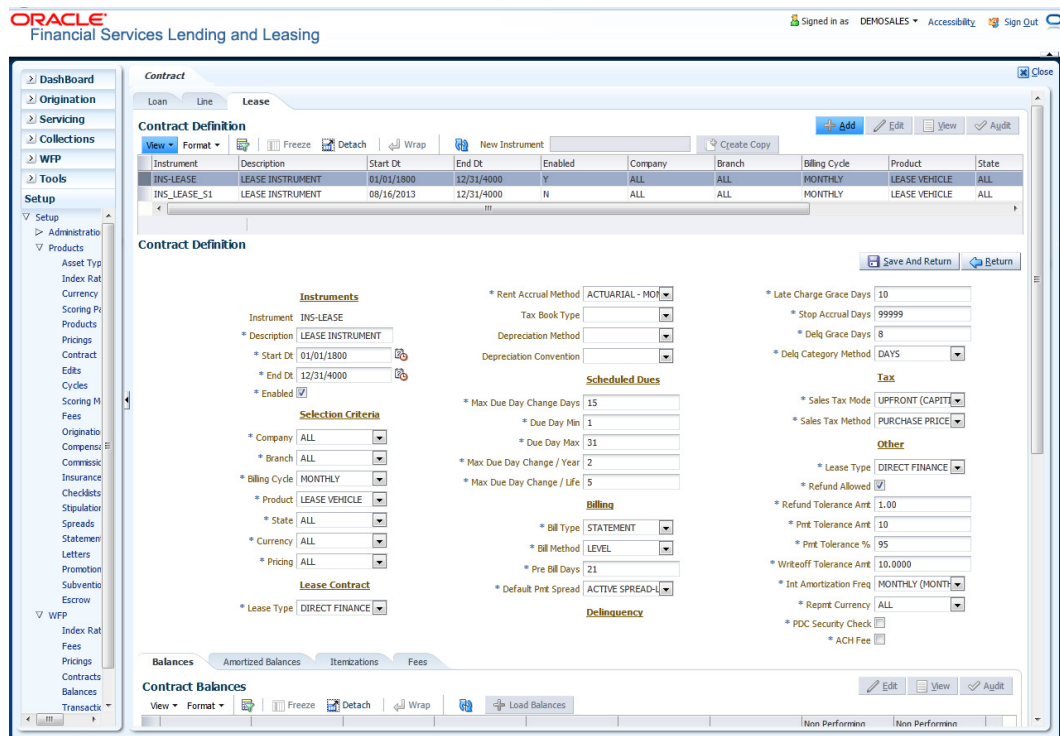 ORACLE
Financial Services Lending and Leasing
Signed in as DEMOSALES Accessibility Sign Out
Close
DashBoard
Origination
Servicing
Collections
WFP
Tools
Setup
Setup
Administratio
Products
Asset Typ
Index Rat
Currency
Scoring Pa
Products
Pricings
Contract
Edits
Cycles
Scoring M
Fees
Originatio
Compensa
Commissic
Insurance
Checklists
Stipulation
Spreads
Statemen
Letters
Promotion
Subventio
Escrow
WFP
Index Rat
Fees
Pricings
Contracts
Balances
Transactic
Contract
Loan Line Lease
Contract Definition
Add Edit View Audit
View Format Freeze Detach Wrap New Instrument Create Copy
Instrument Description Start Dt End Dt Enabled Company Branch Billing Cycle Product State
INS-LEASE LEASE INSTRUMENT 01/01/1800 12/31/4000 Y ALL ALL MONTHLY LEASE VEHICLE ALL
INS_LEASE_S1 LEASE INSTRUMENT 08/16/2013 12/31/4000 N ALL ALL MONTHLY LEASE VEHICLE ALL
Contract Definition
Save And Return Return
Instruments
Instrument INS-LEASE
* Description LEASE INSTRUMENT
* Start Dt 01/01/1800
* End Dt 12/31/4000
* Enabled
Selection Criteria
* Company ALL
* Branch ALL
* Billing Cycle MONTHLY
* Product LEASE VEHICLE
* State ALL
* Currency ALL
* Pricing ALL
Lease Contract
* Lease Type DIRECT FINANCE
* Rent Accrual Method ACTUARIAL - MON
Tax Book Type
Depreciation Method
Depreciation Convention
Scheduled Dues
* Max Due Day Change Days 15
* Due Day Min 1
* Due Day Max 31
* Max Due Day Change / Year 2
* Max Due Day Change / Life 5
Billing
* Bill Type STATEMENT
* Bill Method LEVEL
* Pre Bill Days 21
* Default Pmt Spread ACTIVE SPREAD-L
Delinquency
* Late Charge Grace Days 10
* Stop Accrual Days 99999
* Delq Grace Days 8
* Delq Category Method DAYS
Tax
* Sales Tax Mode UPFRONT (CAPITI
* Sales Tax Method PURCHASE PRICE
Other
* Lease Type DIRECT FINANCE
* Refund Allowed
* Refund Tolerance Amt 1.00
* Pmt Tolerance Amt 10
* Pmt Tolerance % 95
* Writeoff Tolerance Amt 10.0000
* Int Amortization Freq MONTHLY (MONTH
* Repmt Currency ALL
* PDC Security Check
* ACH Fee
Balances Amortized Balances Itemizations Fees
Contract Balances
Edit View Audit
View Format Freeze Detach Wrap Load Balances
Non Performing Non Performing